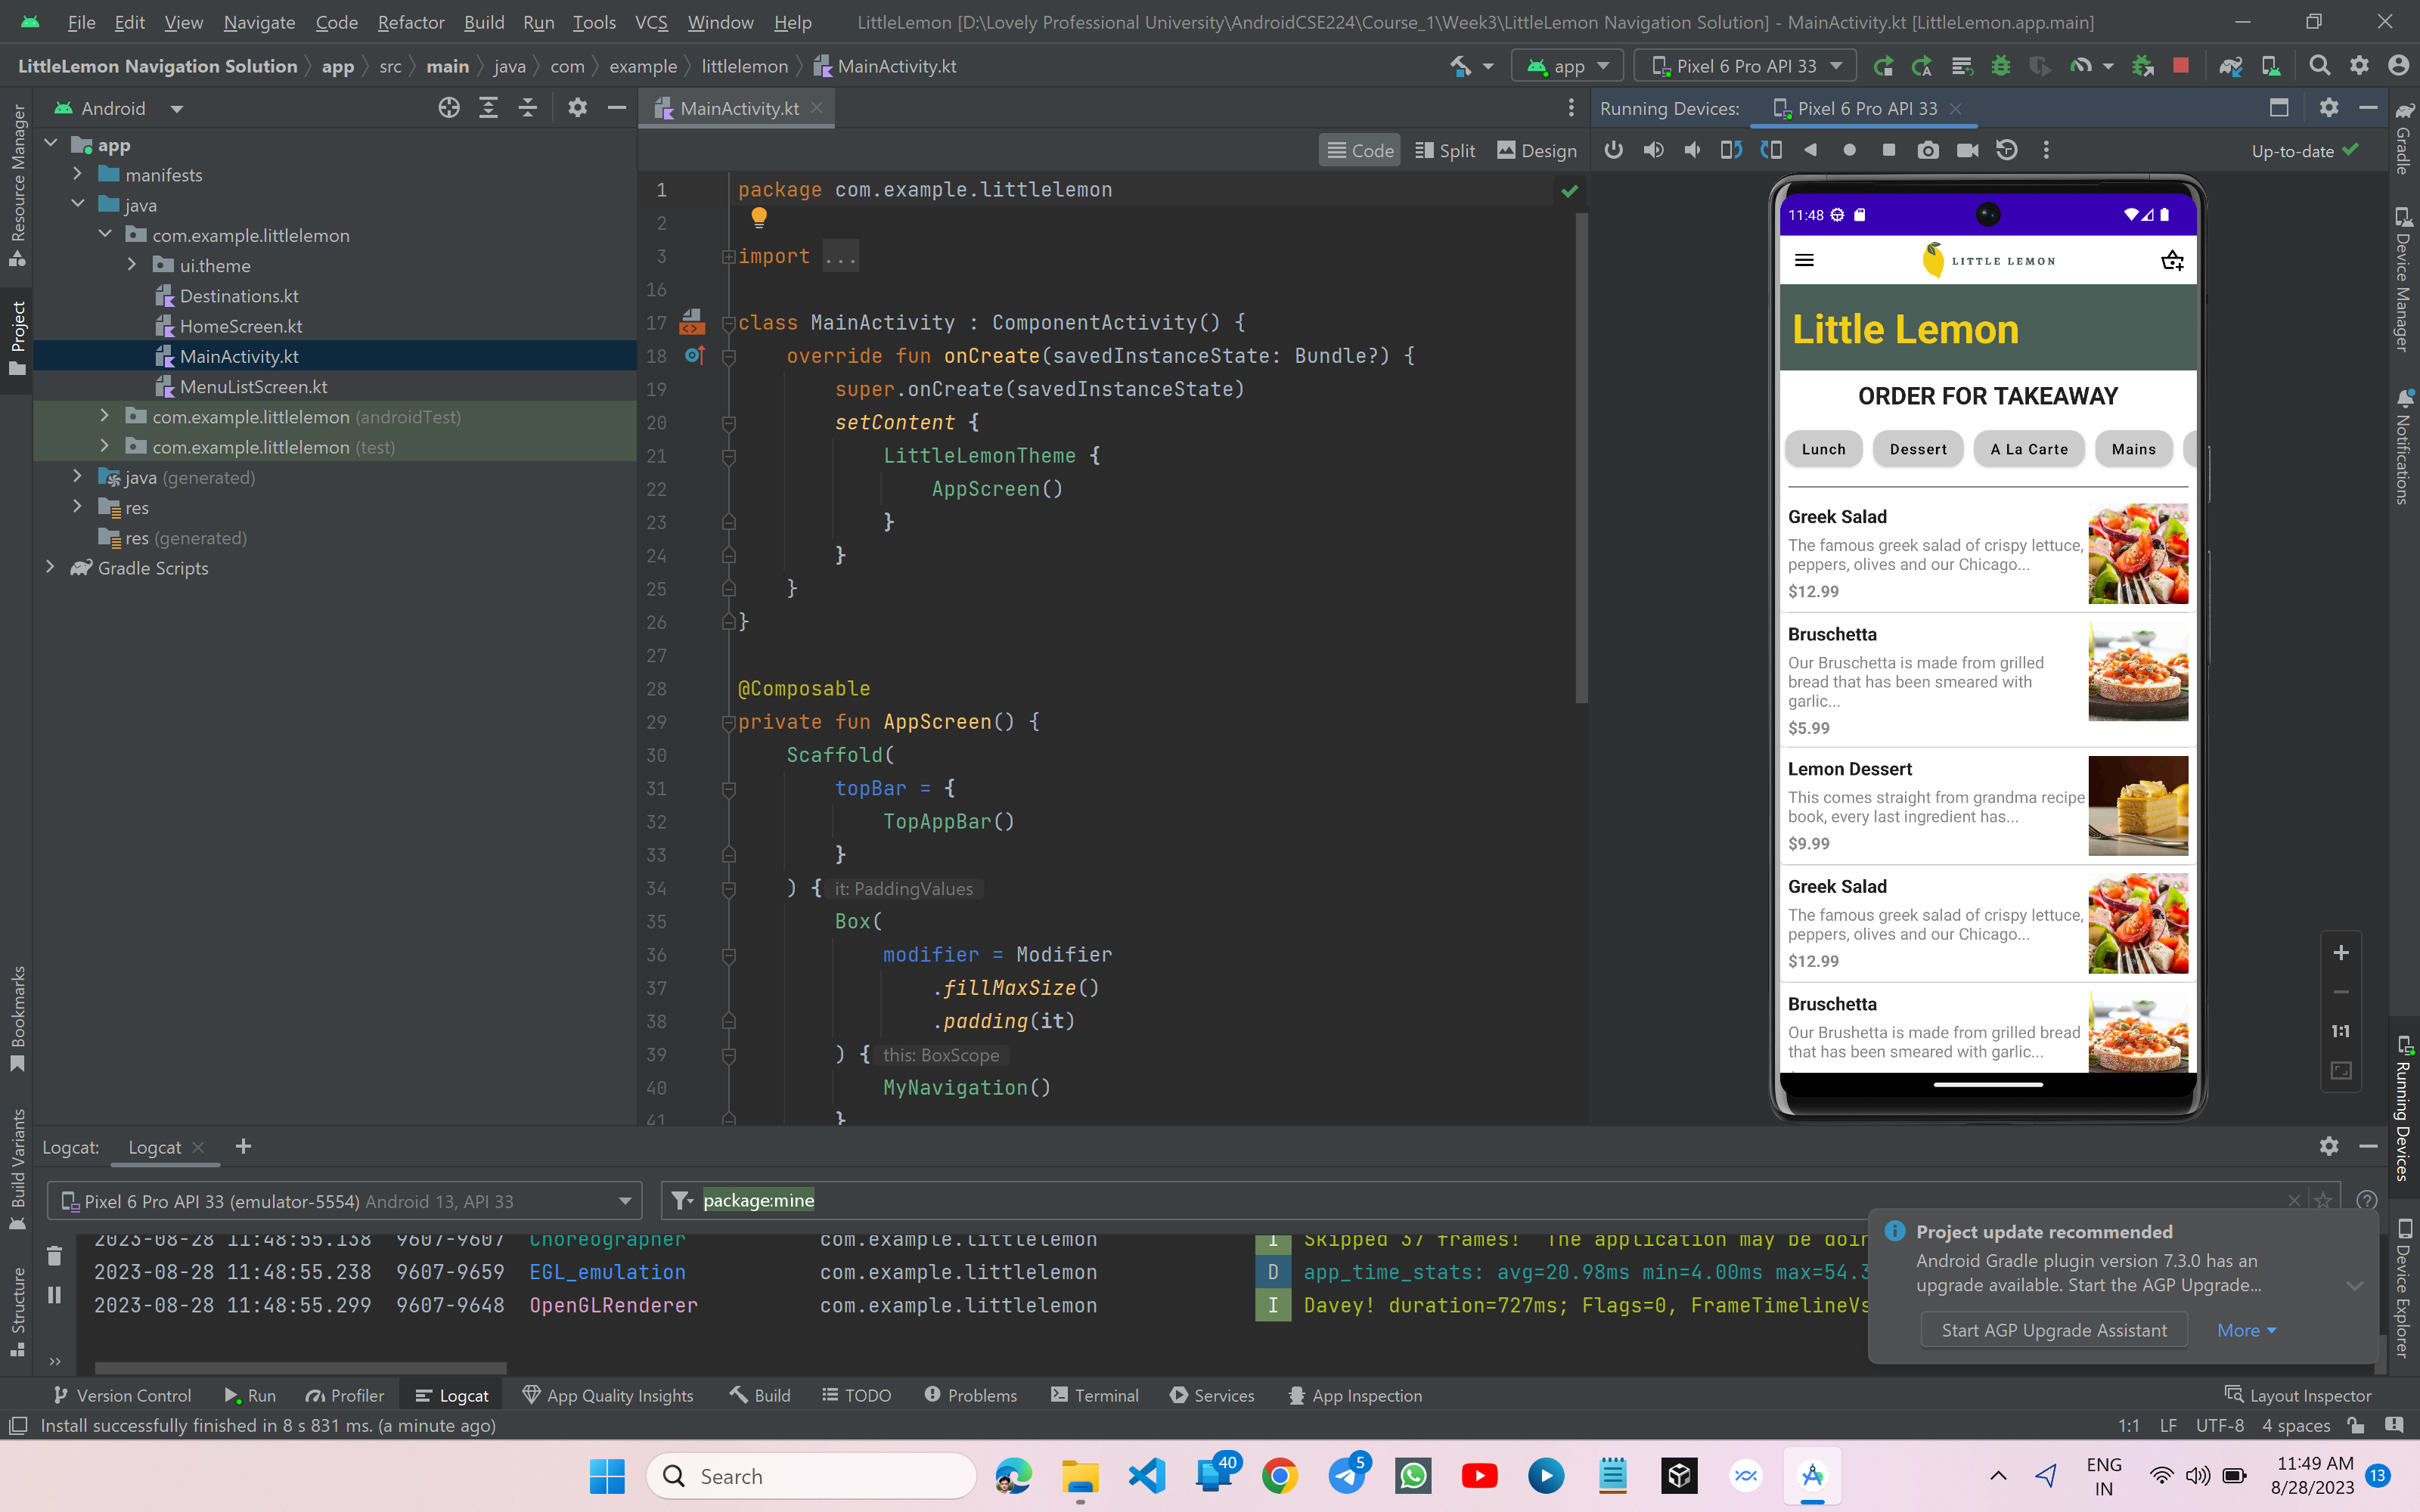 File Edit View Navigate Code Refactor Build Run Tools VCS Window Help LittleLemon [D:\Lovely Professional University\AndroidCSE224\Course_1\Week3\LittleLemon Navigation Solution] - MainActivity.kt [LittleLemon.app.main]
LittleLemon Navigation Solution app src main java com example littlelemon MainActivity.kt app Pixel 6 Pro API 33
Android
MainActivity.kt
Running Devices: Pixel 6 Pro API 33
Code Split Design
Up-to-date
Resource Manager
Project
Bookmarks
Build Variants
Structure
app
manifests
java
com.example.littlelemon
ui.theme
Destinations.kt
HomeScreen.kt
MainActivity.kt
MenuListScreen.kt
com.example.littlelemon (androidTest)
com.example.littlelemon (test)
java (generated)
res
res (generated)
Gradle Scripts
1 package com.example.littlelemon
2
3 import ...
16
17 class MainActivity : ComponentActivity() {
18 override fun onCreate(savedInstanceState: Bundle?) {
19 super.onCreate(savedInstanceState)
20 setContent {
21 LittleLemonTheme {
22 AppScreen()
23 }
24 }
25 }
26 }
27
28 @Composable
29 private fun AppScreen() {
30 Scaffold(
31 topBar = {
32 TopAppBar()
33 }
34 ) { it: PaddingValues
35 Box(
36 modifier = Modifier
37 .fillMaxSize()
38 .padding(it)
39 ) { this: BoxScope
40 MyNavigation()
41 }
11:48
LITTLE LEMON
Little Lemon
ORDER FOR TAKEAWAY
Lunch Dessert A La Carte Mains
Greek Salad
The famous greek salad of crispy lettuce,
peppers, olives and our Chicago...
$12.99
Bruschetta
Our Bruschetta is made from grilled
bread that has been smeared with
garlic...
$5.99
Lemon Dessert
This comes straight from grandma recipe
book, every last ingredient has...
$9.99
Greek Salad
The famous greek salad of crispy lettuce,
peppers, olives and our Chicago...
$12.99
Bruschetta
Our Brushetta is made from grilled bread
that has been smeared with garlic...
1:1
Gradle
Device Manager
Notifications
Running Devices
Device Explorer
Logcat: Logcat
Pixel 6 Pro API 33 (emulator-5554) Android 13, API 33
package:mine
2023-08-28 11:48:55.138 9607-9607 Choreographer com.example.littlelemon I Skipped 37 frames! The application may be doin
2023-08-28 11:48:55.238 9607-9659 EGL_emulation com.example.littlelemon D app_time_stats: avg=20.98ms min=4.00ms max=54.3
2023-08-28 11:48:55.299 9607-9648 OpenGLRenderer com.example.littlelemon I Davey! duration=727ms; Flags=0, FrameTimelineVs
Project update recommended
Android Gradle plugin version 7.3.0 has an
upgrade available. Start the AGP Upgrade...
Start AGP Upgrade Assistant More
Version Control Run Profiler Logcat App Quality Insights Build TODO Problems Terminal Services App Inspection Layout Inspector
Install successfully finished in 8 s 831 ms. (a minute ago) 1:1 LF UTF-8 4 spaces
Search
40
5
ENG
IN
11:49 AM
8/28/2023
13